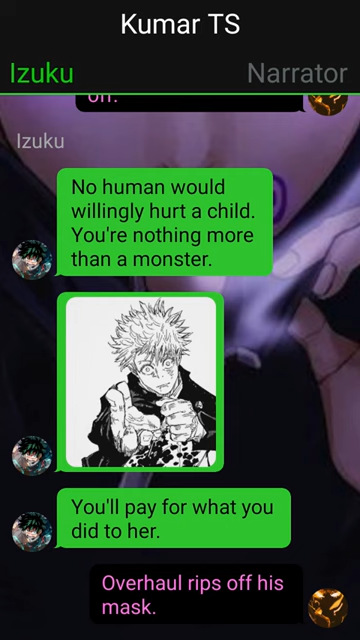 Kumar TS
Izuku
Narrator
off.
Izuku
No human would
willingly hurt a child.
You're nothing more
than a monster.
You'll pay for what you
did to her.
Overhaul rips off his
mask.